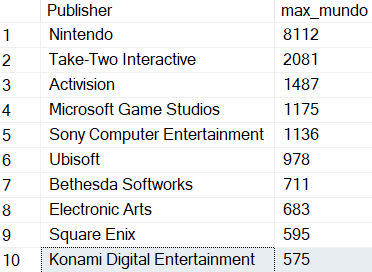 Publisher max_mundo
1 Nintendo 8112
2 Take-Two Interactive 2081
3 Activision 1487
4 Microsoft Game Studios 1175
5 Sony Computer Entertainment 1136
6 Ubisoft 978
7 Bethesda Softworks 711
8 Electronic Arts 683
9 Square Enix 595
10 Konami Digital Entertainment 575